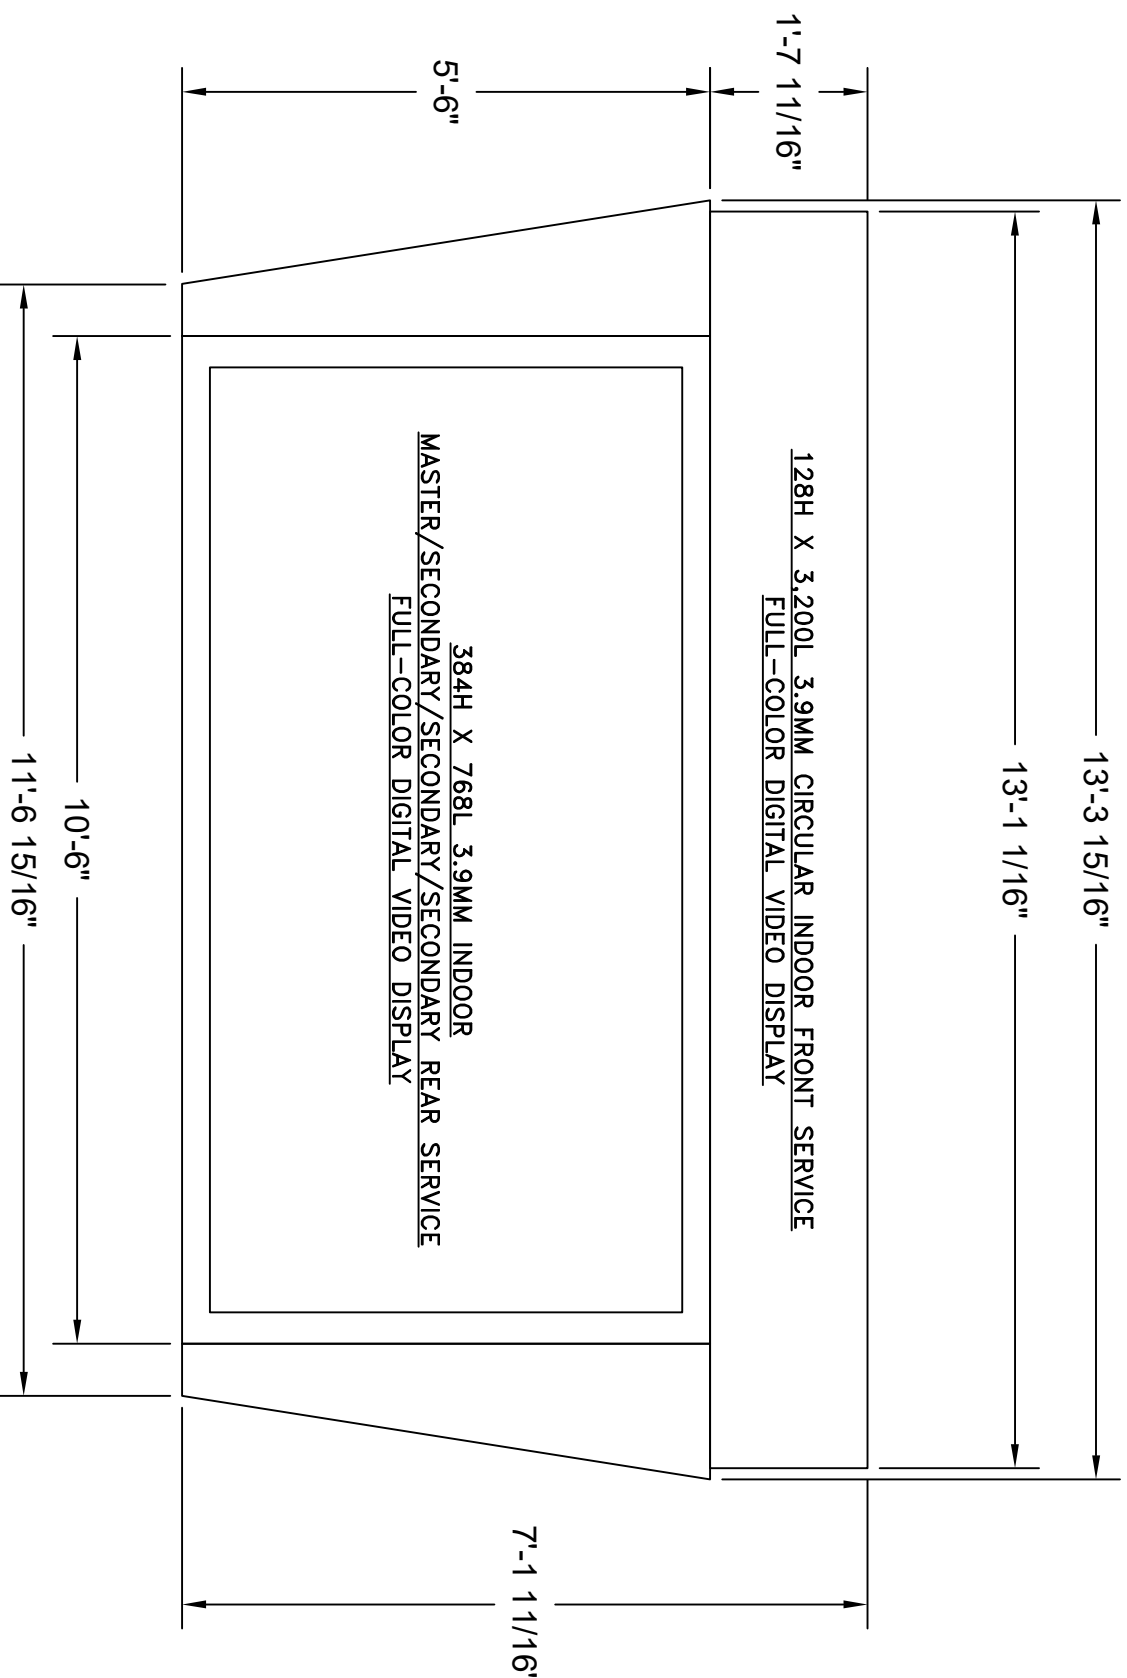 13'-3 15/16"
13'-1 1/16"
1'-7 11/16"
128H X 3,200L 3.9MM CIRCULAR INDOOR FRONT SERVICE
FULL-COLOR DIGITAL VIDEO DISPLAY
5'-6"
7'-1 11/16"
384H X 768L 3.9MM INDOOR
MASTER/SECONDARY/SECONDARY/SECONDARY REAR SERVICE
FULL-COLOR DIGITAL VIDEO DISPLAY
10'-6"
11'-6 15/16"